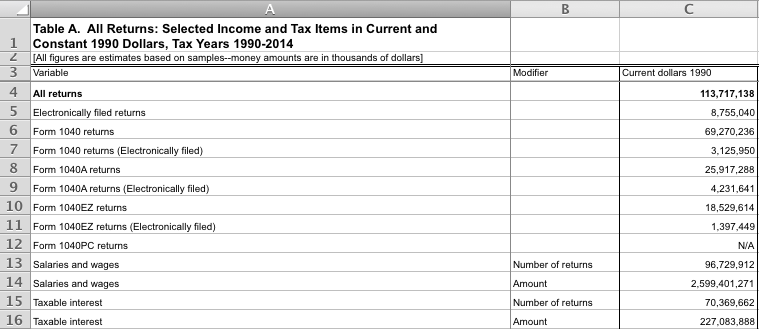 A B C
1 Table A. All Returns: Selected Income and Tax Items in Current and
Constant 1990 Dollars, Tax Years 1990-2014
2 [All figures are estimates based on samples--money amounts are in thousands of dollars]
3 Variable Modifier Current dollars 1990
4 All returns 113,717,138
5 Electronically filed returns 8,755,040
6 Form 1040 returns 69,270,236
7 Form 1040 returns (Electronically filed) 3,125,950
8 Form 1040A returns 25,917,288
9 Form 1040A returns (Electronically filed) 4,231,641
10 Form 1040EZ returns 18,529,614
11 Form 1040EZ returns (Electronically filed) 1,397,449
12 Form 1040PC returns N/A
13 Salaries and wages Number of returns 96,729,912
14 Salaries and wages Amount 2,599,401,271
15 Taxable interest Number of returns 70,369,662
16 Taxable interest Amount 227,083,888